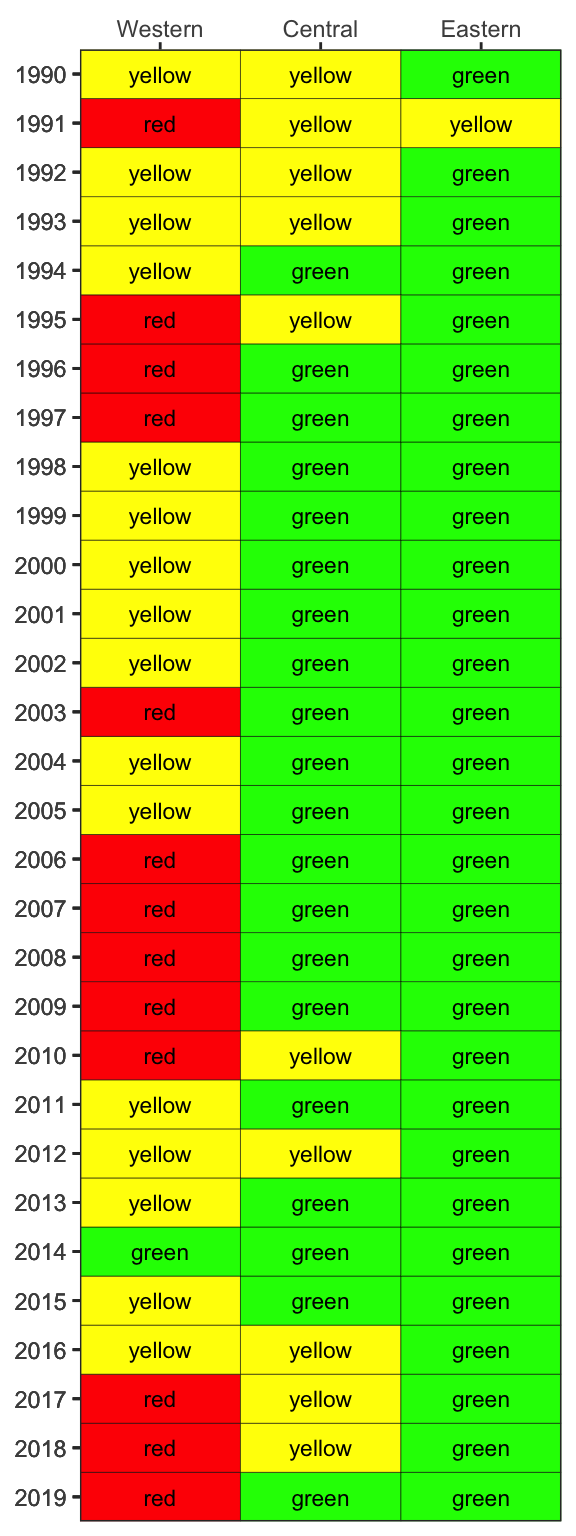 Western Central Eastern
1990 yellow yellow green
1991 red yellow yellow
1992 yellow yellow green
1993 yellow yellow green
1994 yellow green green
1995 red yellow green
1996 red green green
1997 red green green
1998 yellow green green
1999 yellow green green
2000 yellow green green
2001 yellow green green
2002 yellow green green
2003 red green green
2004 yellow green green
2005 yellow green green
2006 red green green
2007 red green green
2008 red green green
2009 red green green
2010 red yellow green
2011 yellow green green
2012 yellow yellow green
2013 yellow green green
2014 green green green
2015 yellow green green
2016 yellow yellow green
2017 red yellow green
2018 red yellow green
2019 red green green